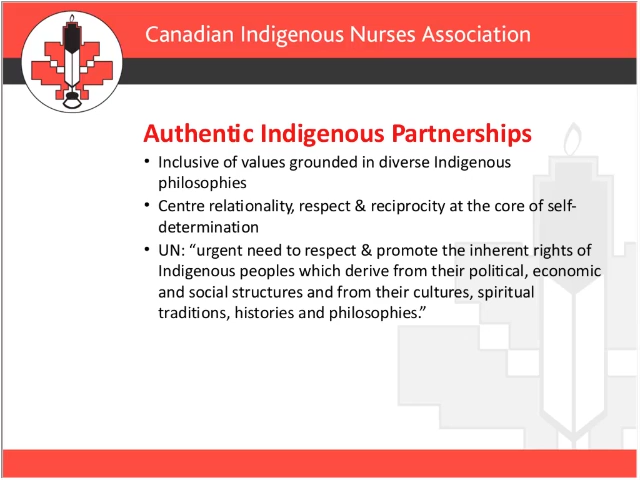 Canadian Indigenous Nurses Association
Authentic Indigenous Partnerships
• Inclusive of values grounded in diverse Indigenous
philosophies
• Centre relationality, respect & reciprocity at the core of self-
determination
• UN: “urgent need to respect & promote the inherent rights of
Indigenous peoples which derive from their political, economic
and social structures and from their cultures, spiritual
traditions, histories and philosophies.”